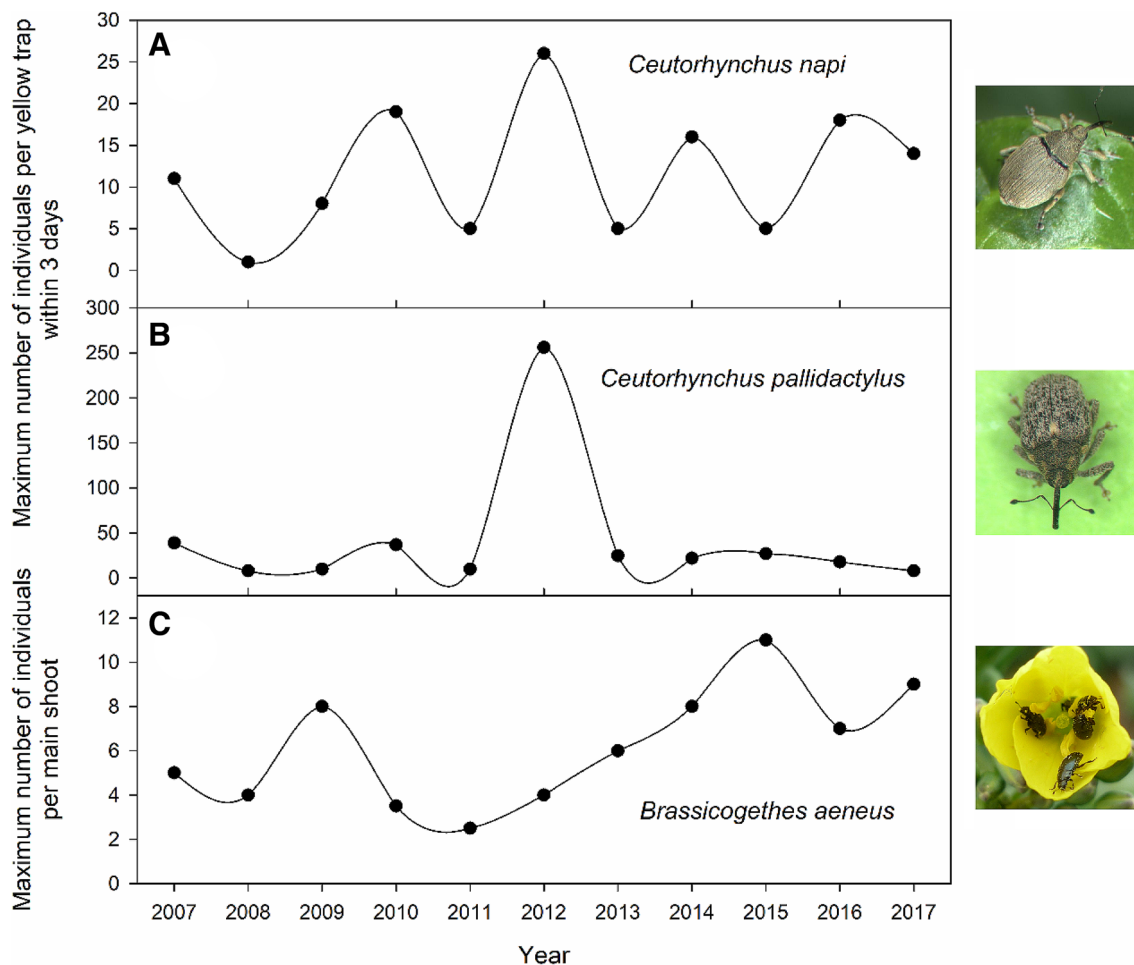 Maximum number of individuals per yellow trap
within 3 days
A
Ceutorhynchus napi
30
25
20
15
10
5
0
B
Ceutorhynchus pallidactylus
300
250
200
150
100
50
0
Maximum number of individuals
per main shoot
C
Brassicogethes aeneus
12
10
8
6
4
2
0
2007 2008 2009 2010 2011 2012 2013 2014 2015 2016 2017
Year